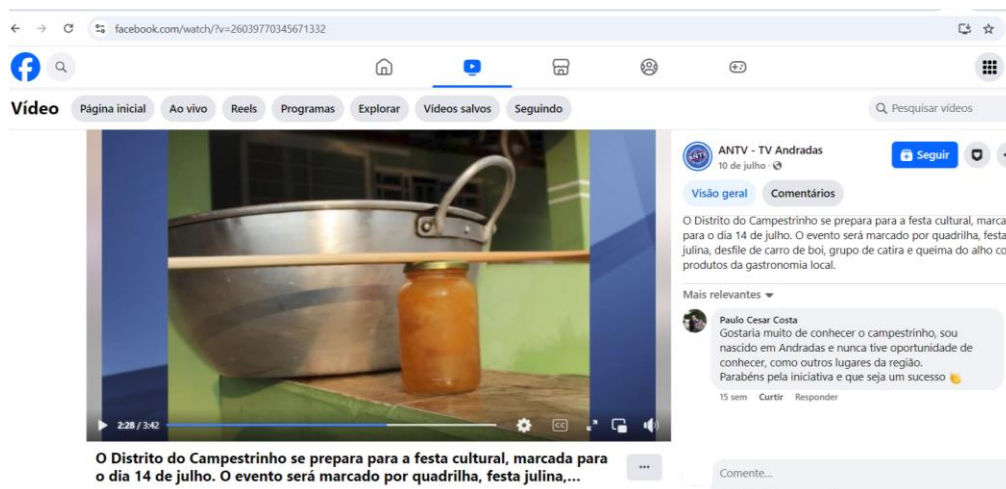 facebook.com/watch/?v=26039770345671332
Vídeo
Página inicial
Ao vivo
Reels
Programas
Explorar
Vídeos salvos
Seguindo
Pesquisar vídeos
2:28 / 3:42
CC
O Distrito do Campestrinho se prepara para a festa cultural, marcada para
o dia 14 de julho. O evento será marcado por quadrilha, festa julina,...
ANTV - TV Andradas
10 de julho ·
Seguir
Visão geral
Comentários
O Distrito do Campestrinho se prepara para a festa cultural, marca
para o dia 14 de julho. O evento será marcado por quadrilha, festa
julina, desfile de carro de boi, grupo de catira e queima do alho co
produtos da gastronomia local.
Mais relevantes
Paulo Cesar Costa
Gostaria muito de conhecer o campestrinho, sou
nascido em Andradas e nunca tive oportunidade de
conhecer, como outros lugares da região.
Parabéns pela iniciativa e que seja um sucesso 👏
15 sem Curtir Responder
Comente...